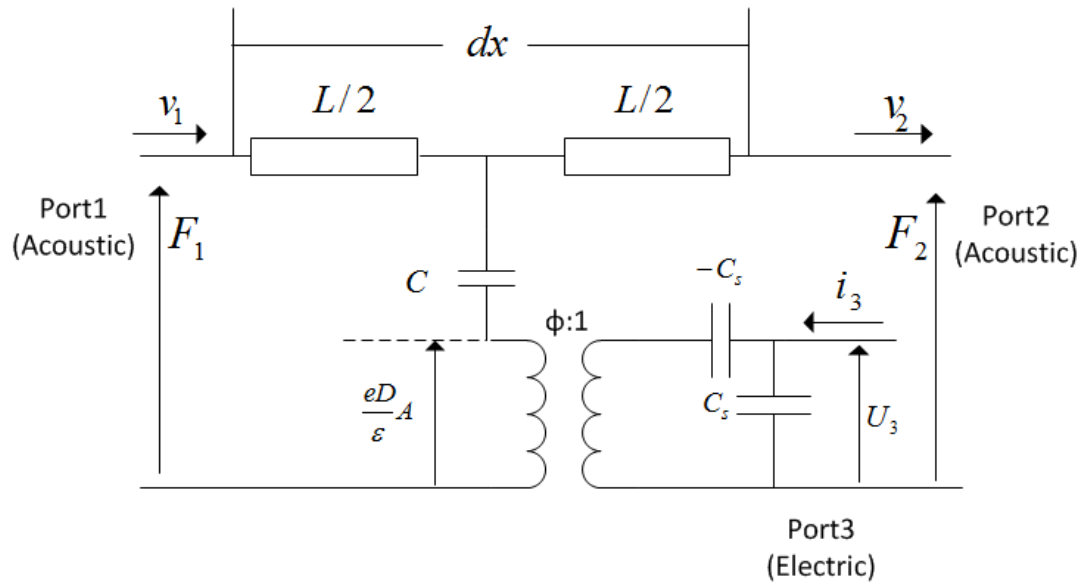 dx
v₁
L/2
L/2
v₂
Port1
(Acoustic)
F₁
F₂
Port2
(Acoustic)
C
−Cₛ
i₃
ϕ:1
eD/ε A
Cₛ
U₃
Port3
(Electric)